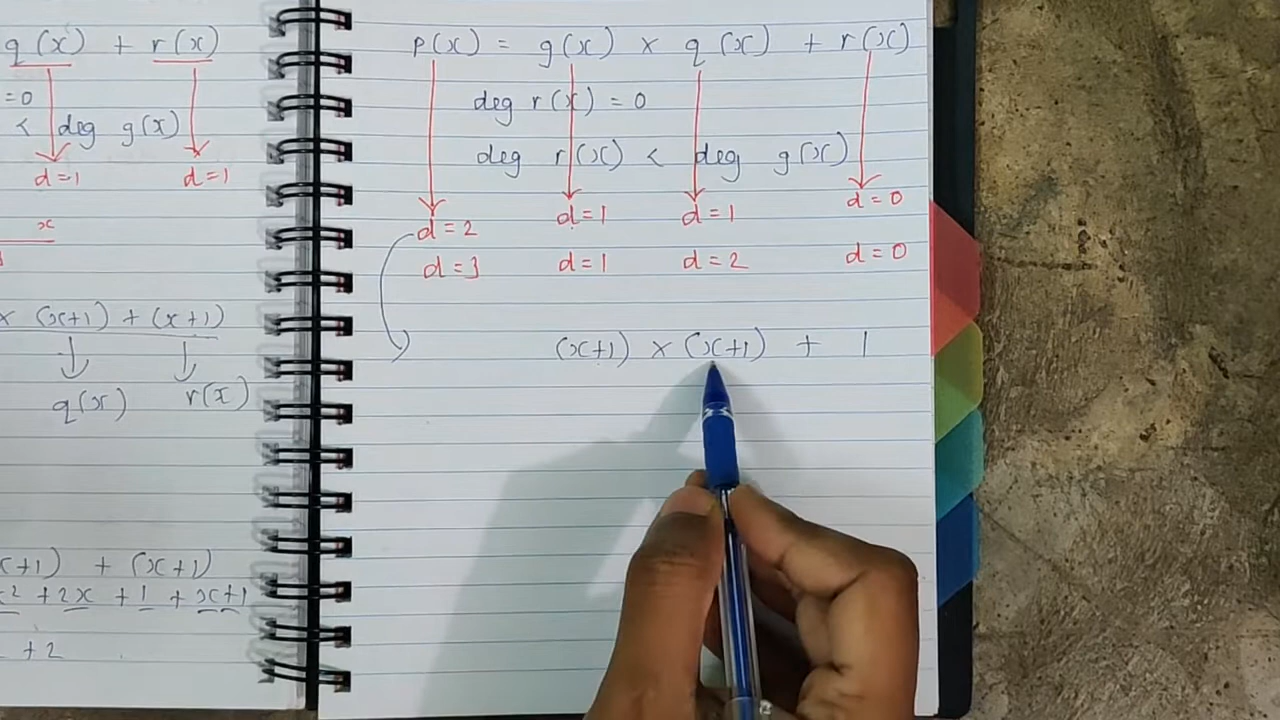 q(x) + r(x)
= 0
< deg g(x)
d=1 d=1
x
x (x+1) + (x+1)
q(x) r(x)
x+1) + (x+1)
x² + 2x + 1 + x+1
+ 2
p(x) = g(x) x q(x) + r(x)
deg r(x) = 0
deg r(x) < deg g(x)
d=2 d=1 d=1 d=0
d=3 d=1 d=2 d=0
(x+1) x (x+1) + 1